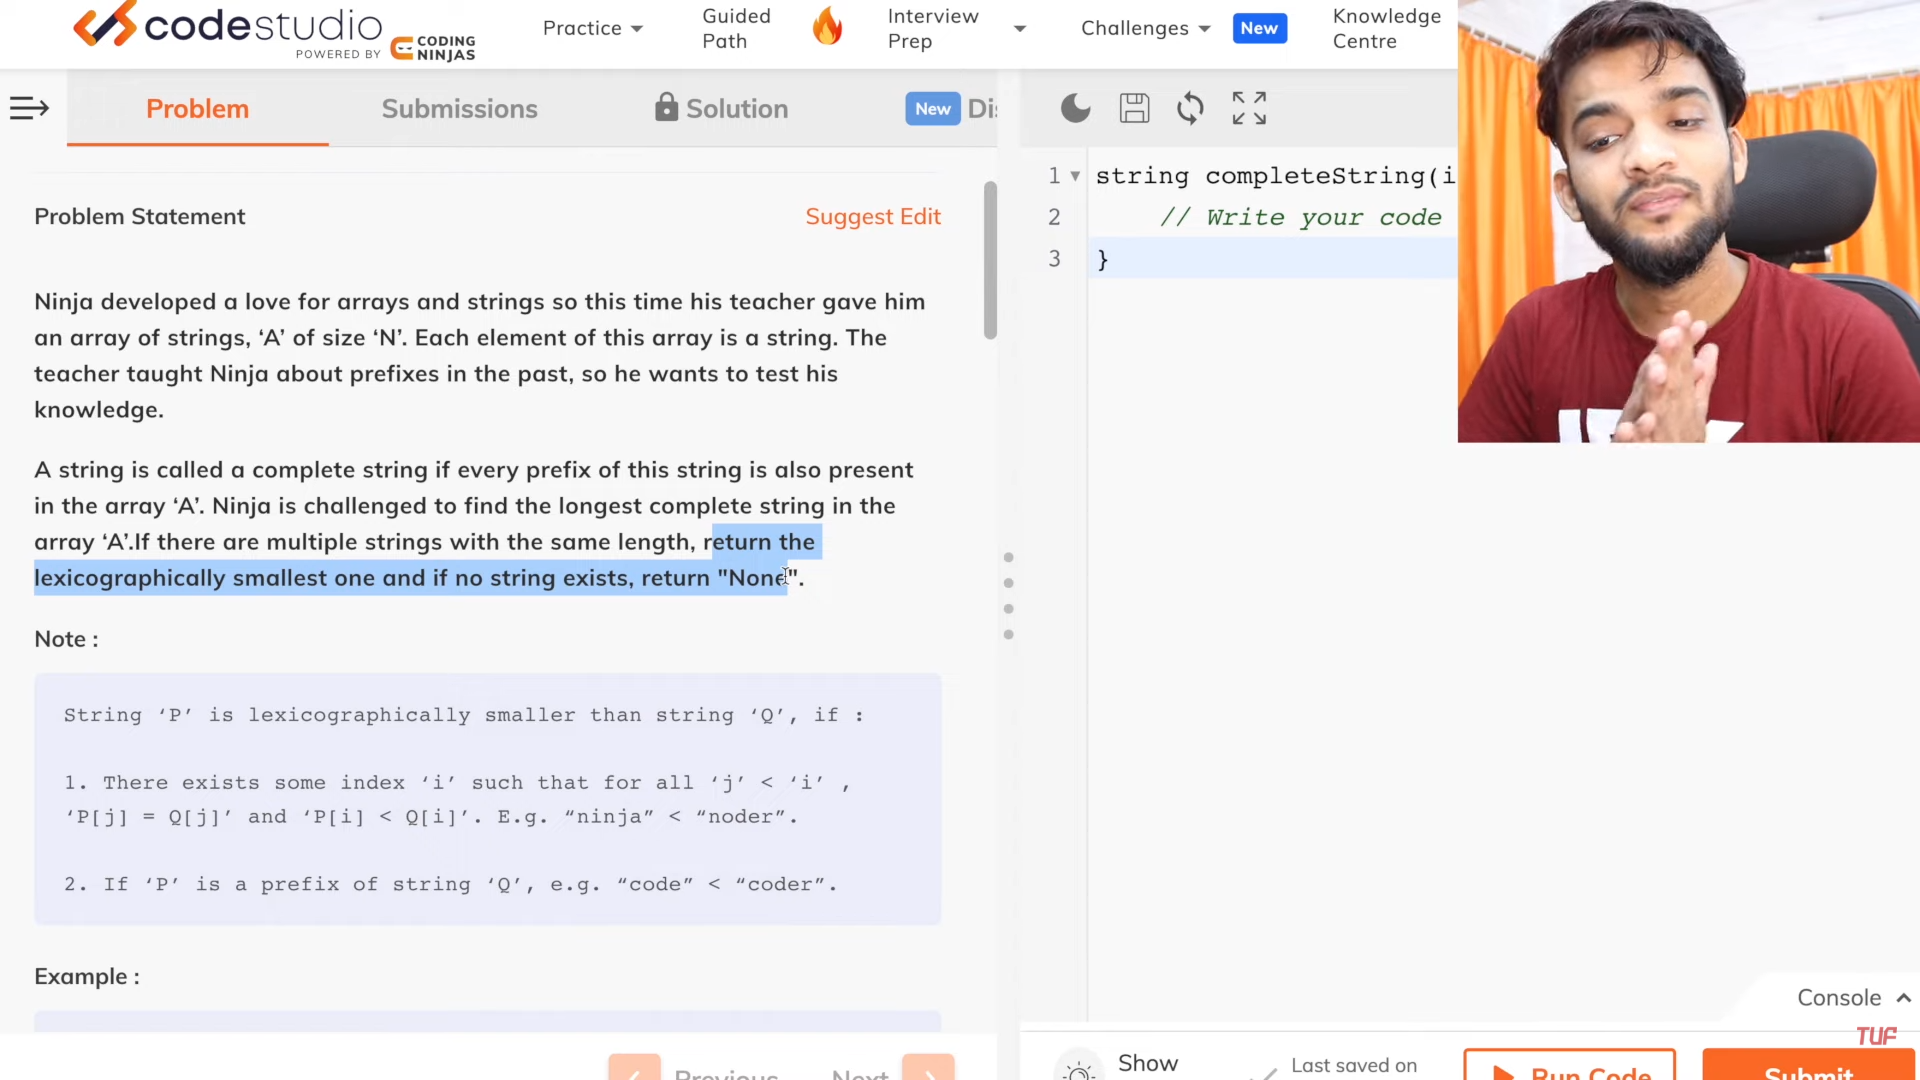 codestudio
POWERED BY CODING NINJAS
Practice
Guided Path
Interview Prep
Challenges
New
Knowledge Centre
Problem
Submissions
Solution
New
Dis
Problem Statement
Suggest Edit
Ninja developed a love for arrays and strings so this time his teacher gave him
an array of strings, ‘A’ of size ‘N’. Each element of this array is a string. The
teacher taught Ninja about prefixes in the past, so he wants to test his
knowledge.
A string is called a complete string if every prefix of this string is also present
in the array ‘A’. Ninja is challenged to find the longest complete string in the
array ‘A’.If there are multiple strings with the same length, return the
lexicographically smallest one and if no string exists, return "None".
Note :
String ‘P’ is lexicographically smaller than string ‘Q’, if :
1. There exists some index ‘i’ such that for all ‘j’ < ‘i’ ,
‘P[j] = Q[j]’ and ‘P[i] < Q[i]’. E.g. “ninja” < “noder”.
2. If ‘P’ is a prefix of string ‘Q’, e.g. “code” < “coder”.
Example :
Previous
Next
1 string completeString(i
2 // Write your code
3 }
Console
TUF
Show
Last saved on
Run Code
Submit